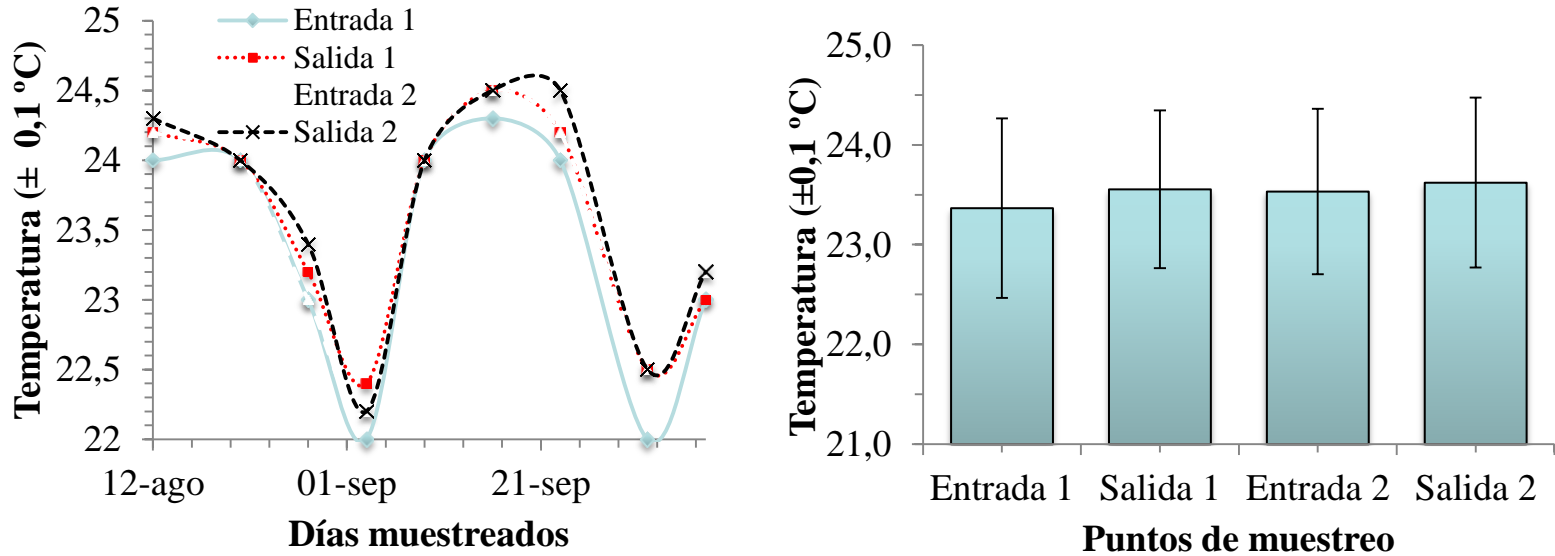 Temperatura (± 0,1 ºC)
25
24,5
24
23,5
23
22,5
22
Entrada 1
Salida 1
Entrada 2
Salida 2
12-ago 01-sep 21-sep
Días muestreados
Temperatura (±0,1 ºC)
25,0
24,0
23,0
22,0
21,0
Entrada 1 Salida 1 Entrada 2 Salida 2
Puntos de muestreo